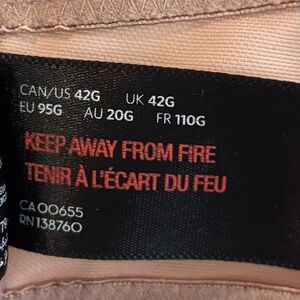 CAN/US 42G UK 42G
EU 95G AU 20G FR 110G
KEEP AWAY FROM FIRE
TENIR À L'ÉCART DU FEU
CA 00655
RN 138760